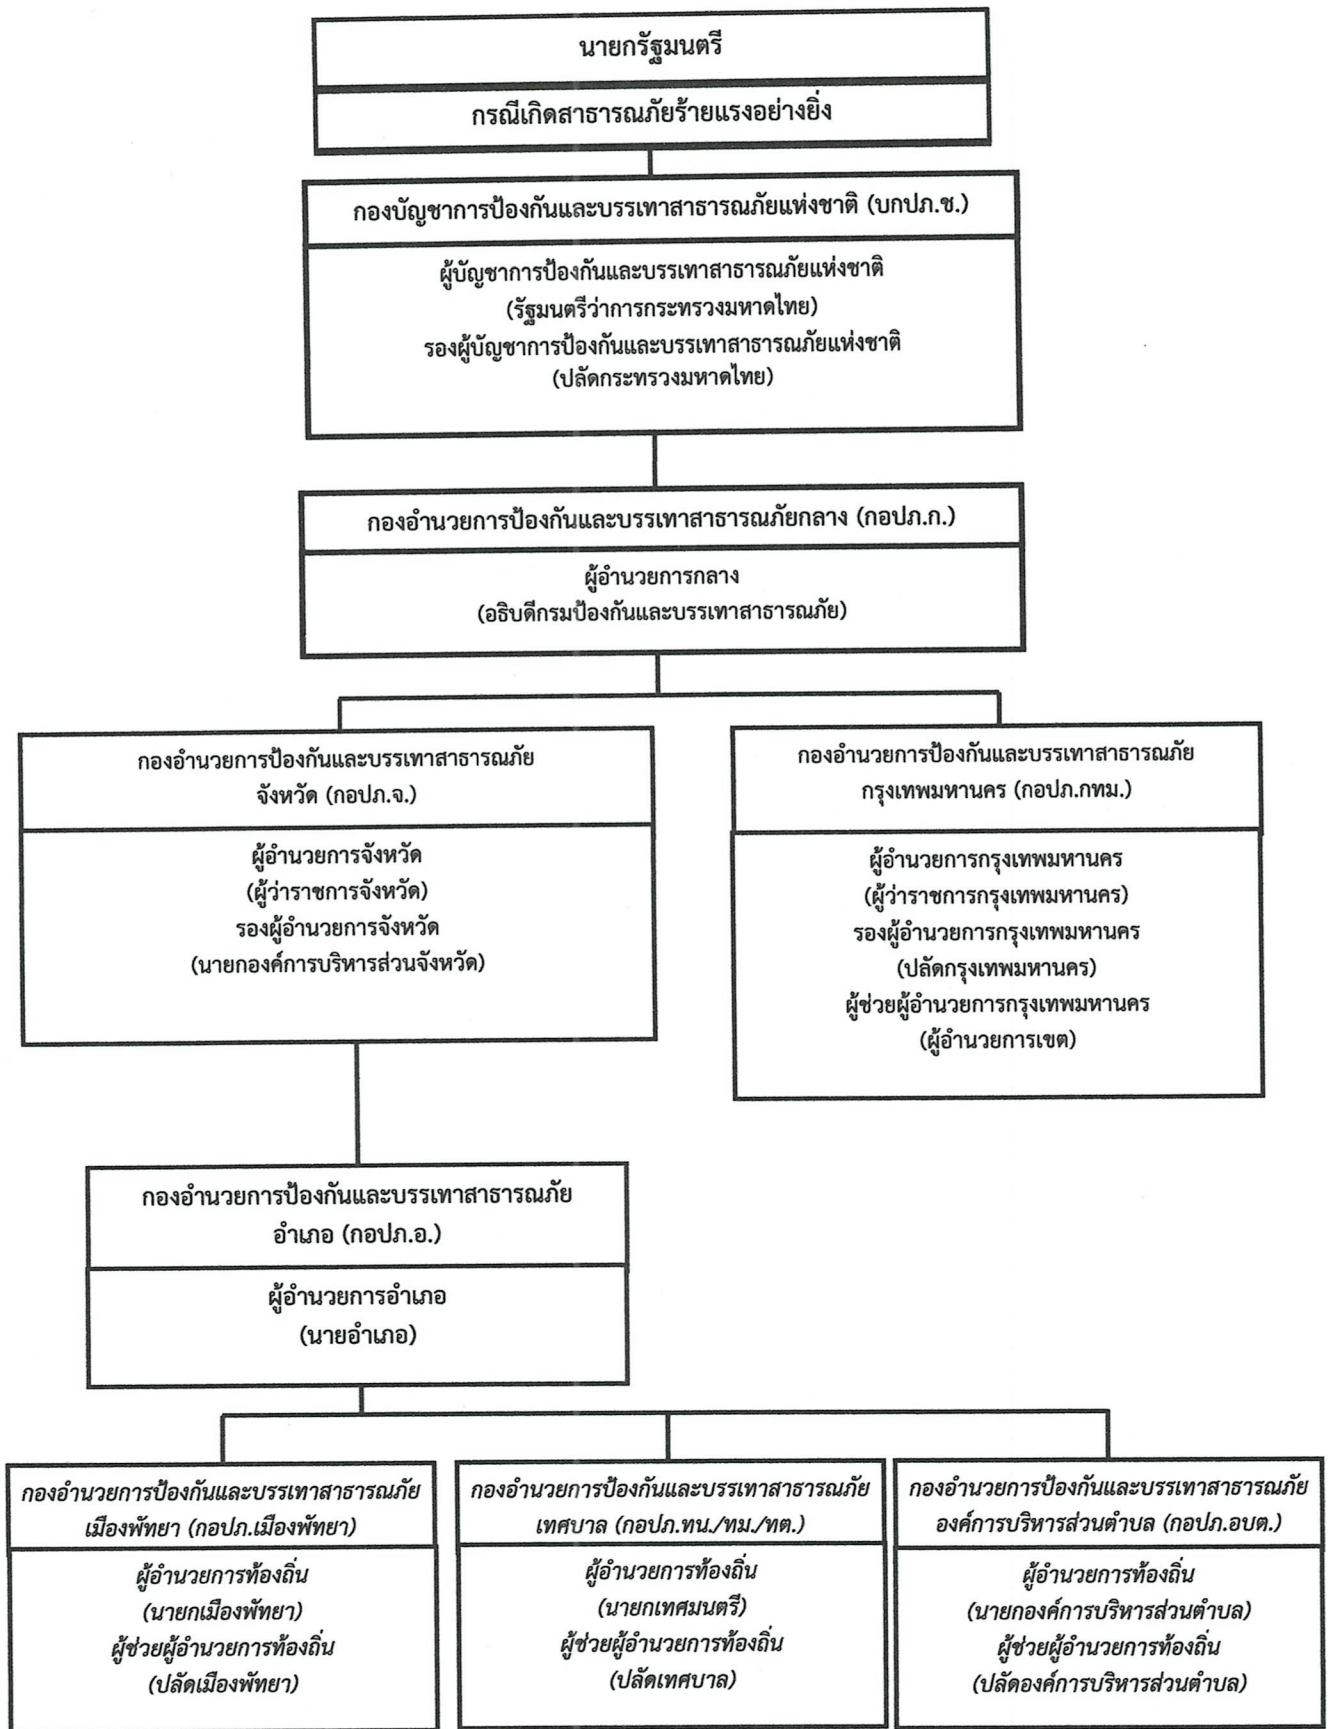 นายกรัฐมนตรี
กรณีเกิดสาธารณภัยร้ายแรงอย่างยิ่ง
กองบัญชาการป้องกันและบรรเทาสาธารณภัยแห่งชาติ (บกปภ.ช.)
ผู้บัญชาการป้องกันและบรรเทาสาธารณภัยแห่งชาติ
(รัฐมนตรีว่าการกระทรวงมหาดไทย)
รองผู้บัญชาการป้องกันและบรรเทาสาธารณภัยแห่งชาติ
(ปลัดกระทรวงมหาดไทย)
กองอำนวยการป้องกันและบรรเทาสาธารณภัยกลาง (กอปภ.ก.)
ผู้อำนวยการกลาง
(อธิบดีกรมป้องกันและบรรเทาสาธารณภัย)
กองอำนวยการป้องกันและบรรเทาสาธารณภัย
จังหวัด (กอปภ.จ.)
ผู้อำนวยการจังหวัด
(ผู้ว่าราชการจังหวัด)
รองผู้อำนวยการจังหวัด
(นายกองค์การบริหารส่วนจังหวัด)
กองอำนวยการป้องกันและบรรเทาสาธารณภัย
กรุงเทพมหานคร (กอปภ.กทม.)
ผู้อำนวยการกรุงเทพมหานคร
(ผู้ว่าราชการกรุงเทพมหานคร)
รองผู้อำนวยการกรุงเทพมหานคร
(ปลัดกรุงเทพมหานคร)
ผู้ช่วยผู้อำนวยการกรุงเทพมหานคร
(ผู้อำนวยการเขต)
กองอำนวยการป้องกันและบรรเทาสาธารณภัย
อำเภอ (กอปภ.อ.)
ผู้อำนวยการอำเภอ
(นายอำเภอ)
กองอำนวยการป้องกันและบรรเทาสาธารณภัย
เมืองพัทยา (กอปภ.เมืองพัทยา)
ผู้อำนวยการท้องถิ่น
(นายกเมืองพัทยา)
ผู้ช่วยผู้อำนวยการท้องถิ่น
(ปลัดเมืองพัทยา)
กองอำนวยการป้องกันและบรรเทาสาธารณภัย
เทศบาล (กอปภ.ทน./ทม./ทต.)
ผู้อำนวยการท้องถิ่น
(นายกเทศมนตรี)
ผู้ช่วยผู้อำนวยการท้องถิ่น
(ปลัดเทศบาล)
กองอำนวยการป้องกันและบรรเทาสาธารณภัย
องค์การบริหารส่วนตำบล (กอปภ.อบต.)
ผู้อำนวยการท้องถิ่น
(นายกองค์การบริหารส่วนตำบล)
ผู้ช่วยผู้อำนวยการท้องถิ่น
(ปลัดองค์การบริหารส่วนตำบล)